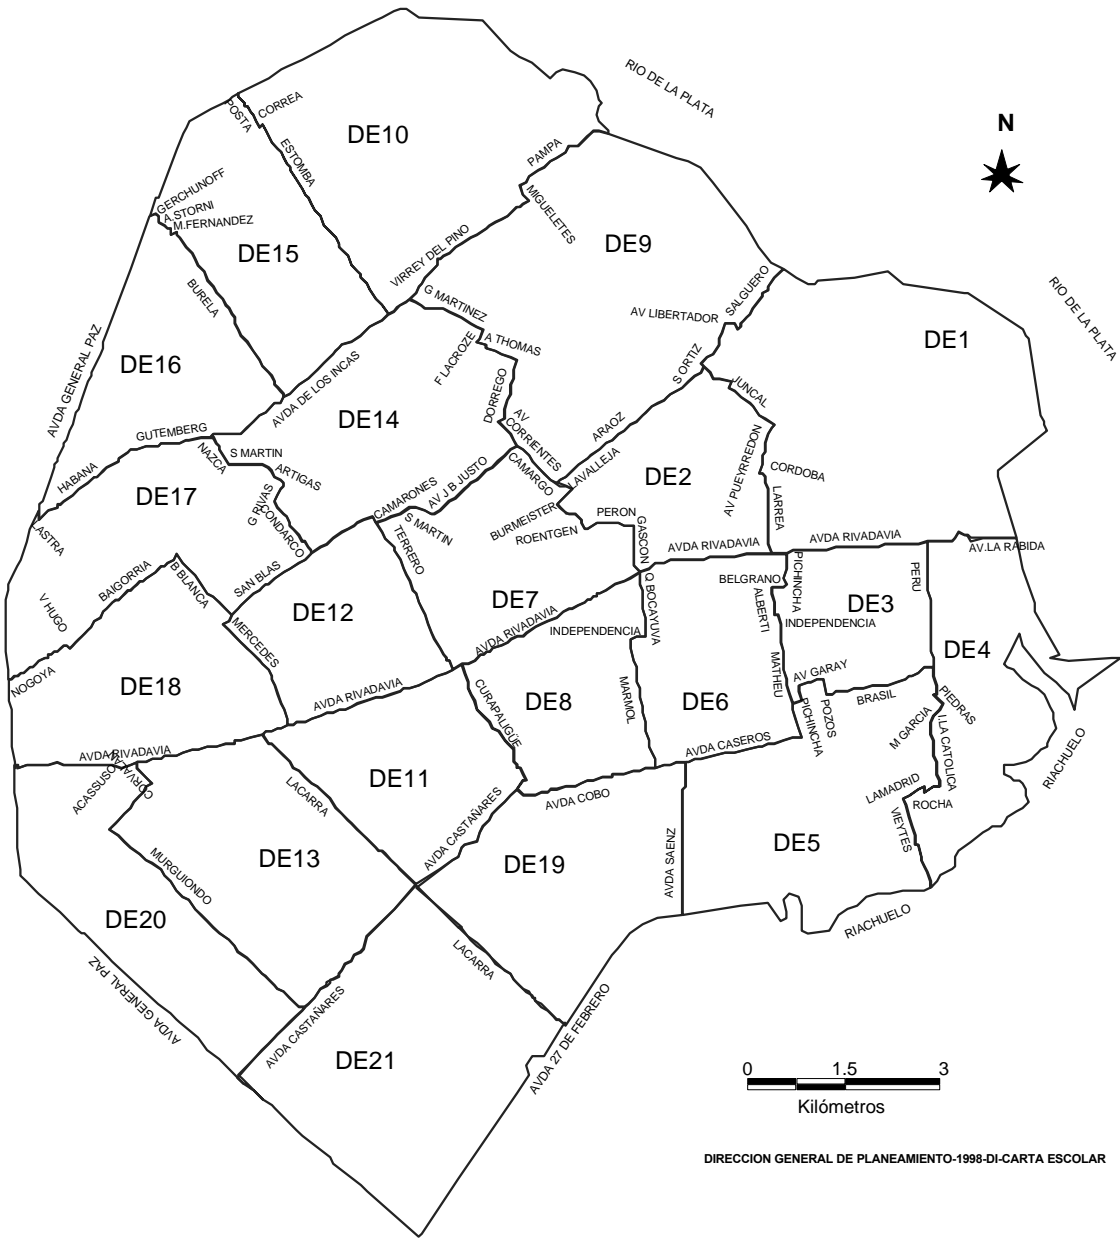 RIO DE LA PLATA
CORREA
POSTA
DE10
ESTOMBA
PAMPA
N
GERCHUNOFF
A.STORNI
M.FERNANDEZ
MIGUELETES
DE15
VIRREY DEL PINO
DE9
BURELA
G MARTINEZ
SALGUERO
RIO DE LA PLATA
AV LIBERTADOR
DE1
AVDA GENERAL PAZ
F LACROZE
A THOMAS
S ORTIZ
DE16
AVDA DE LOS INCAS
DORREGO
JUNCAL
DE14
AV
CORRIENTES
ARAOZ
GUTEMBERG
NAZCA
S MARTIN
ARTIGAS
CAMARGO
LAVALLEJA
AV PUEYRREDON
CORDOBA
HABANA
DE17
G RIVAS
CONDARCO
CAMARONES
AV J B JUSTO
DE2
LARREA
LASTRA
S MARTIN
BURMEISTER
ROENTGEN
PERON
GASCON
AVDA RIVADAVIA
AVDA RIVADAVIA
AV.LA RABIDA
TERRERO
BAIGORRIA
B BLANCA
SAN BLAS
Q BOCAYUVA
BELGRANO
PICHINCHA
PERU
V HUGO
MERCEDES
DE12
DE7
ALBERTI
DE3
AVDA RIVADAVIA
INDEPENDENCIA
INDEPENDENCIA
DE4
NOGOYA
DE18
AVDA RIVADAVIA
CURAPALIGÜE
DE8
MARMOL
DE6
MATHEU
AV GARAY
BRASIL
PICHINCHA
POZOS
PIEDRAS
M GARCIA
I.LA CATOLICA
AVDA RIVADAVIA
AVDA CASEROS
RIACHUELO
ACASSUSO
CORVALAN
LACARRA
DE11
AVDA COBO
LAMADRID
ROCHA
VIEYTES
AVDA CASTAÑARES
DE13
DE19
AVDA SAENZ
DE5
MURGUIONDO
DE20
RIACHUELO
LACARRA
AVDA GENERAL PAZ
AVDA CASTAÑARES
AVDA 27 DE FEBRERO
DE21
0 1.5 3
Kilómetros
DIRECCION GENERAL DE PLANEAMIENTO-1998-DI-CARTA ESCOLAR